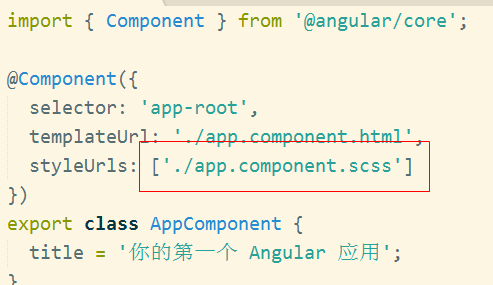 import { Component } from '@angular/core';
@Component({
selector: 'app-root',
templateUrl: './app.component.html',
styleUrls: ['./app.component.scss']
})
export class AppComponent {
title = '你的第一个 Angular 应用';
}